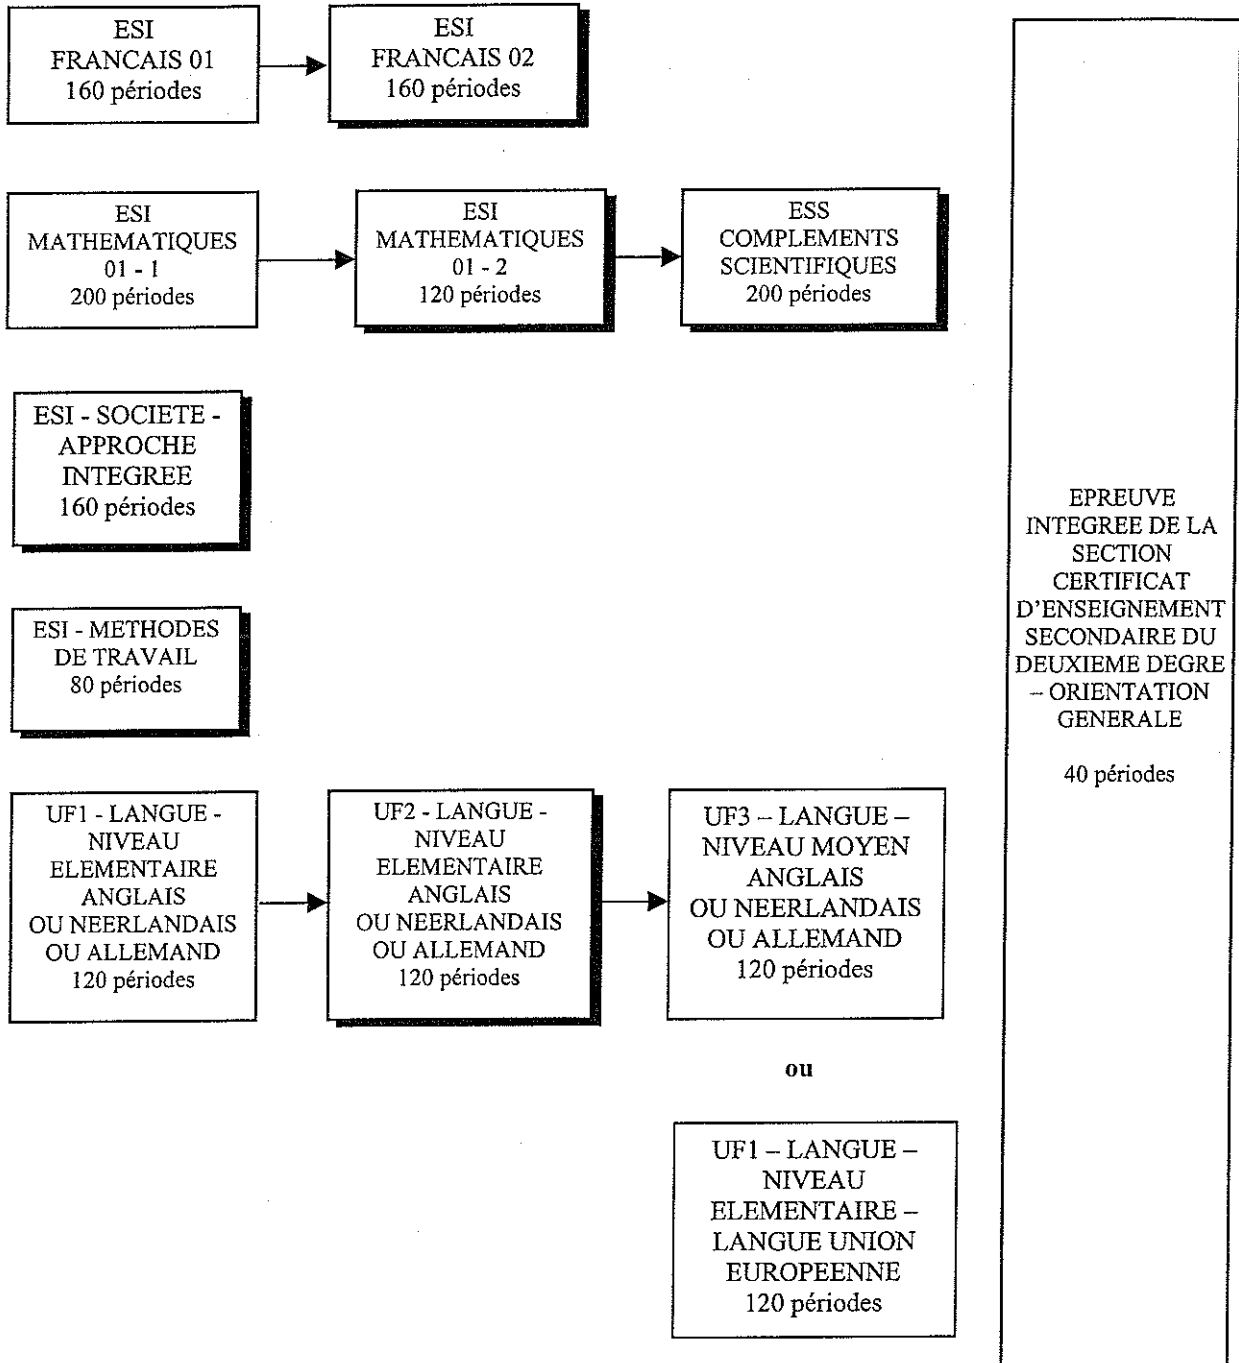 ESI
FRANCAIS 01
160 périodes
ESI
FRANCAIS 02
160 périodes
ESI
MATHEMATIQUES
01 - 1
200 périodes
ESI
MATHEMATIQUES
01 - 2
120 périodes
ESS
COMPLEMENTS
SCIENTIFIQUES
200 périodes
ESI - SOCIETE -
APPROCHE
INTEGREE
160 périodes
ESI - METHODES
DE TRAVAIL
80 périodes
UF1 - LANGUE -
NIVEAU
ELEMENTAIRE
ANGLAIS
OU NEERLANDAIS
OU ALLEMAND
120 périodes
UF2 - LANGUE -
NIVEAU
ELEMENTAIRE
ANGLAIS
OU NEERLANDAIS
OU ALLEMAND
120 périodes
UF3 – LANGUE –
NIVEAU MOYEN
ANGLAIS
OU NEERLANDAIS
OU ALLEMAND
120 périodes
ou
UF1 – LANGUE –
NIVEAU
ELEMENTAIRE –
LANGUE UNION
EUROPEENNE
120 périodes
EPREUVE
INTEGREE DE LA
SECTION
CERTIFICAT
D'ENSEIGNEMENT
SECONDAIRE DU
DEUXIEME DEGRE
– ORIENTATION
GENERALE
40 périodes